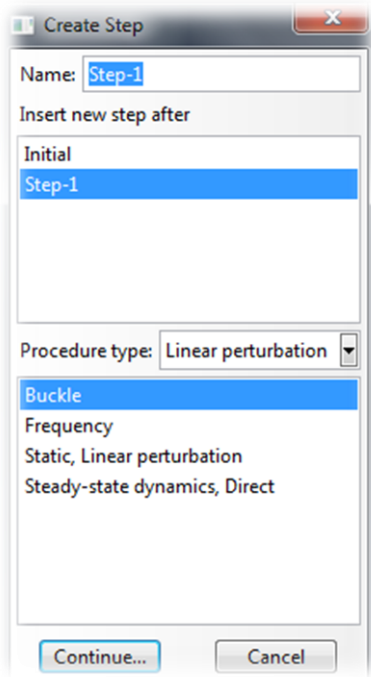 Create Step
Name: Step-1
Insert new step after
Initial
Step-1
Procedure type: Linear perturbation
Buckle
Frequency
Static, Linear perturbation
Steady-state dynamics, Direct
Continue... Cancel